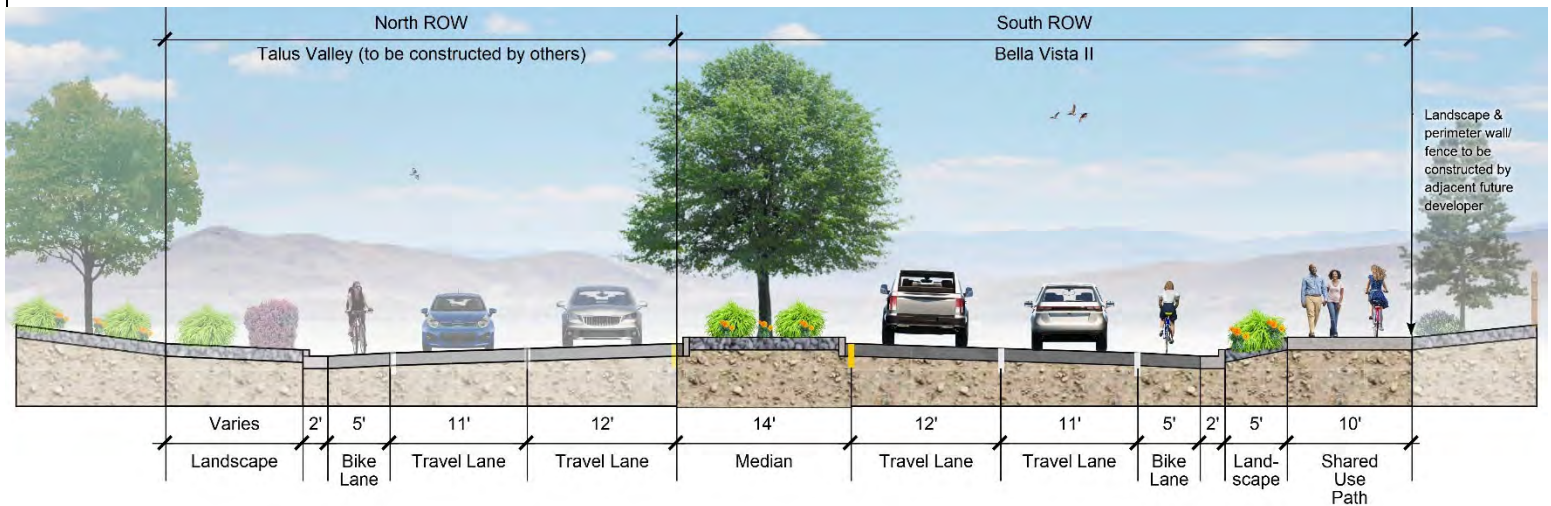 North ROW
South ROW
Talus Valley (to be constructed by others)
Bella Vista II
Landscape &
perimeter wall/
fence to be
constructed by
adjacent future
developer
Varies 2' 5' 11' 12' 14' 12' 11' 5' 2' 5' 10'
Landscape
Bike
Lane
Travel Lane
Travel Lane
Median
Travel Lane
Travel Lane
Bike
Lane
Land-
scape
Shared
Use
Path